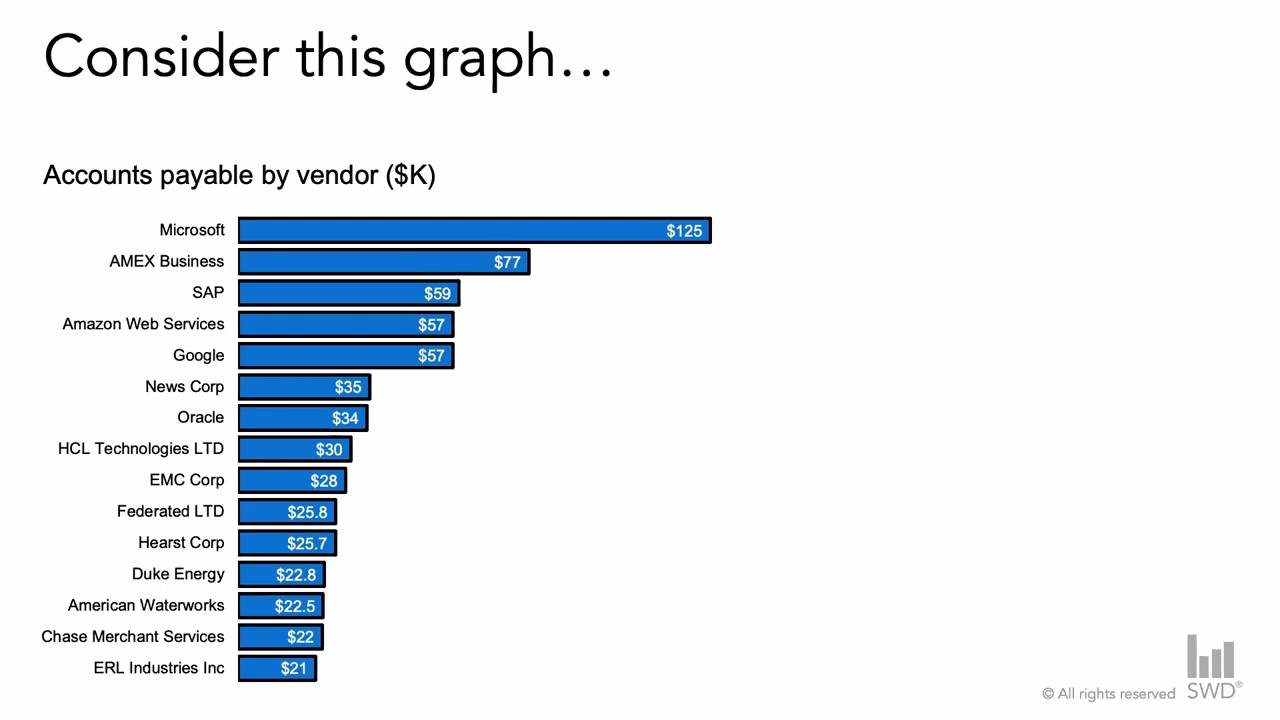 Consider this graph…
Accounts payable by vendor ($K)
Microsoft $125
AMEX Business $77
SAP $59
Amazon Web Services $57
Google $57
News Corp $35
Oracle $34
HCL Technologies LTD $30
EMC Corp $28
Federated LTD $25.8
Hearst Corp $25.7
Duke Energy $22.8
American Waterworks $22.5
Chase Merchant Services $22
ERL Industries Inc $21
© All rights reserved SWD®